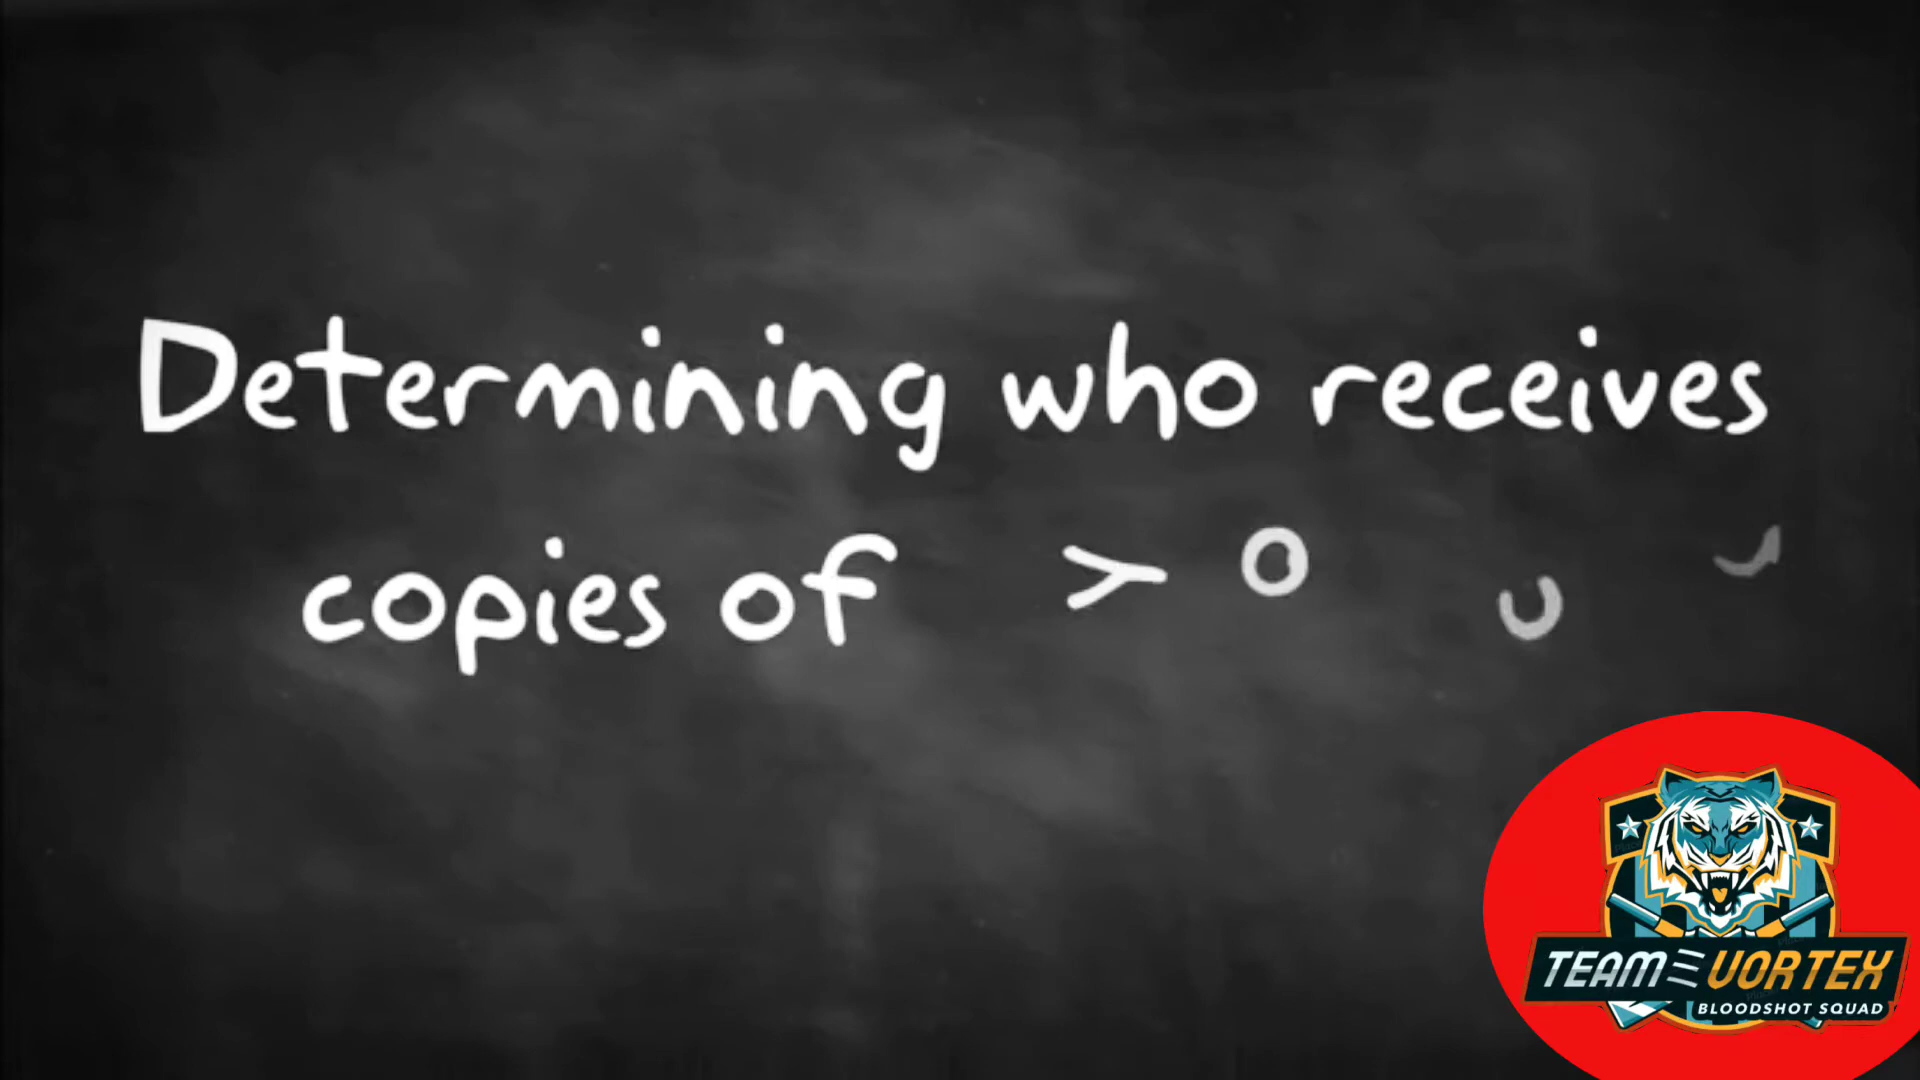 Determining who receives
copies of
TEAM VORTEX
BLOODSHOT SQUAD